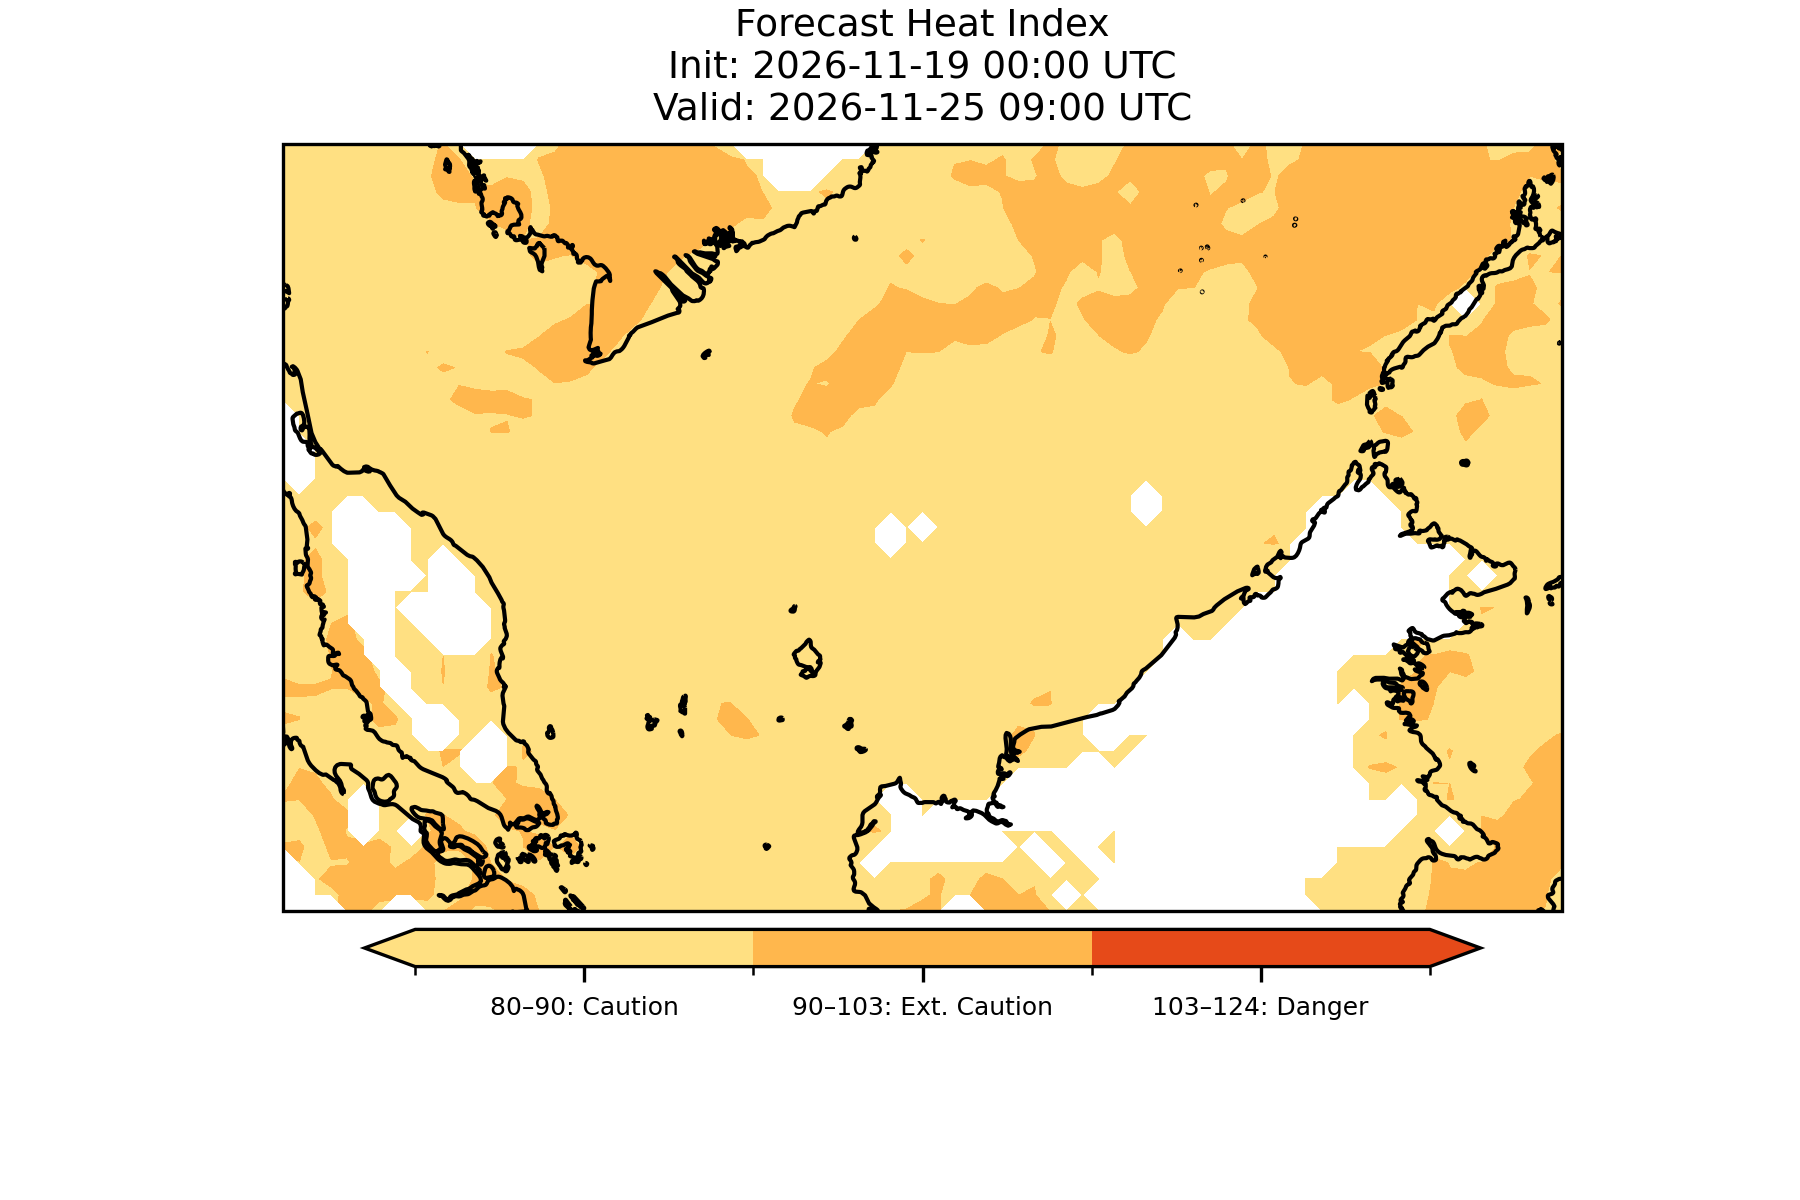 Forecast Heat Index
Init: 2026-11-19 00:00 UTC
Valid: 2026-11-25 09:00 UTC
80–90: Caution
90–103: Ext. Caution
103–124: Danger